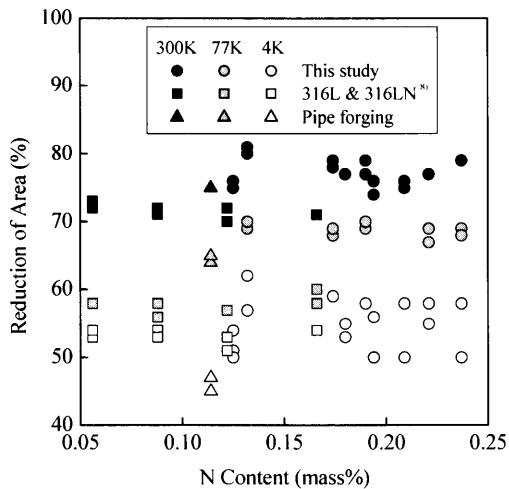 100
90
80
70
60
50
40
Reduction of Area (%)
300K 77K 4K
This study
316L & 316LN 8)
Pipe forging
0.05 0.10 0.15 0.20 0.25
N Content (mass%)